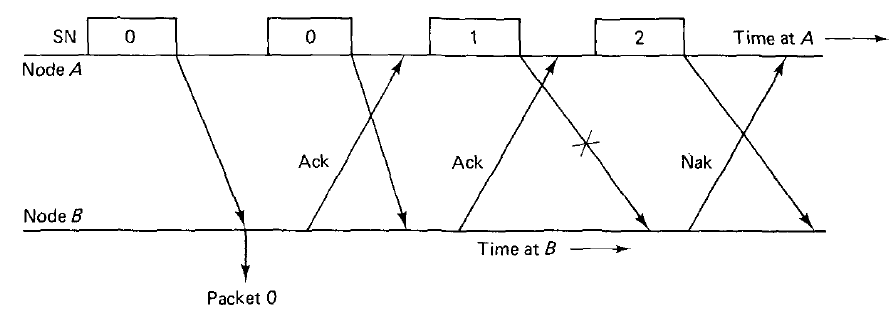 SN 0 0 1 2 Time at A
Node A
Ack Ack Nak
Node B
Time at B
Packet 0